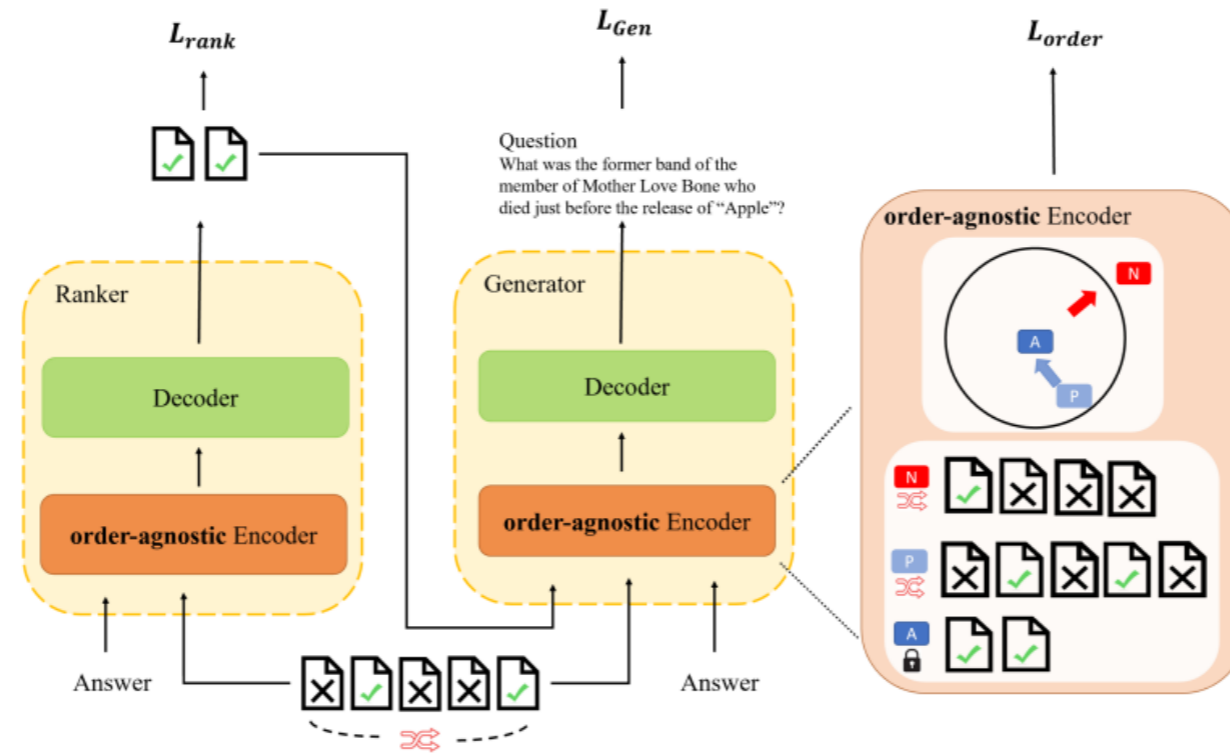 L_rank
L_Gen
L_order
Question
What was the former band of the
member of Mother Love Bone who
died just before the release of “Apple”?
Ranker
Decoder
order-agnostic Encoder
Answer
Generator
Decoder
order-agnostic Encoder
Answer
order-agnostic Encoder
N
A
P
N
P
A